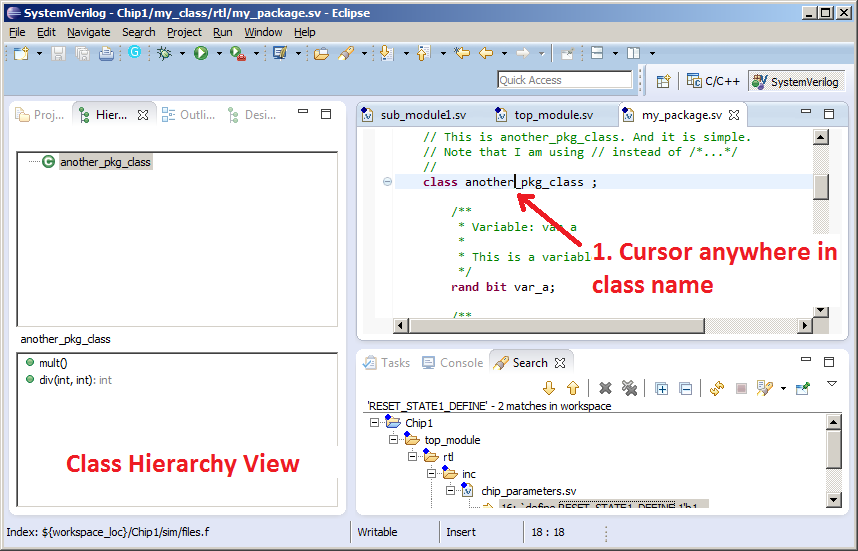 SystemVerilog - Chip1/my_class/rtl/my_package.sv - Eclipse
File Edit Navigate Search Project Run Window Help
Quick Access
C/C++ SystemVerilog
Proj... Hier... Outli... Desi...
another_pkg_class
another_pkg_class
mult()
div(int, int): int
Class Hierarchy View
sub_module1.sv top_module.sv my_package.sv
// This is another_pkg_class. And it is simple.
// Note that I am using // instead of /*...*/
//
class another_pkg_class ;
/**
* Variable: var_a
*
* This is a variabl
*/
rand bit var_a;
/**
1. Cursor anywhere in
class name
Tasks Console Search
'RESET_STATE1_DEFINE' - 2 matches in workspace
Chip1
top_module
rtl
inc
chip_parameters.sv
16: `define RESET_STATE1_DEFINE 1'b1
Index: ${workspace_loc}/Chip1/sim/files.f Writable Insert 18 : 18